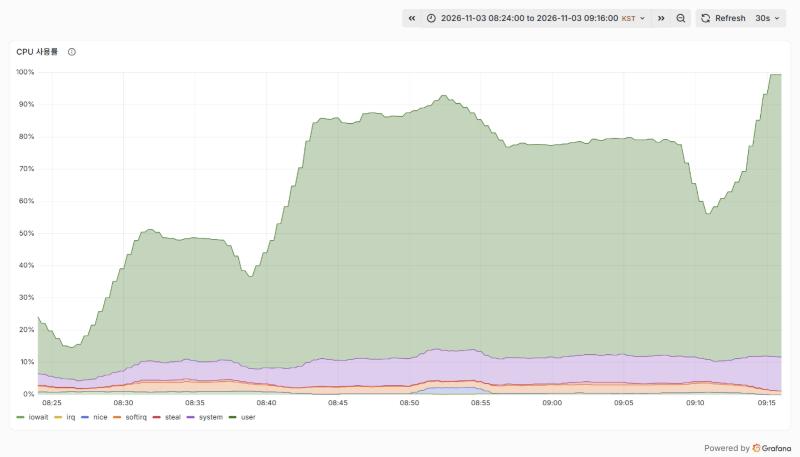 2026-11-03 08:24:00 to 2026-11-03 09:16:00 KST
Refresh 30s
CPU 사용률
100%
90%
80%
70%
60%
50%
40%
30%
20%
10%
0%
08:25 08:30 08:35 08:40 08:45 08:50 08:55 09:00 09:05 09:10 09:15
iowait irq nice softirq steal system user
Powered by Grafana